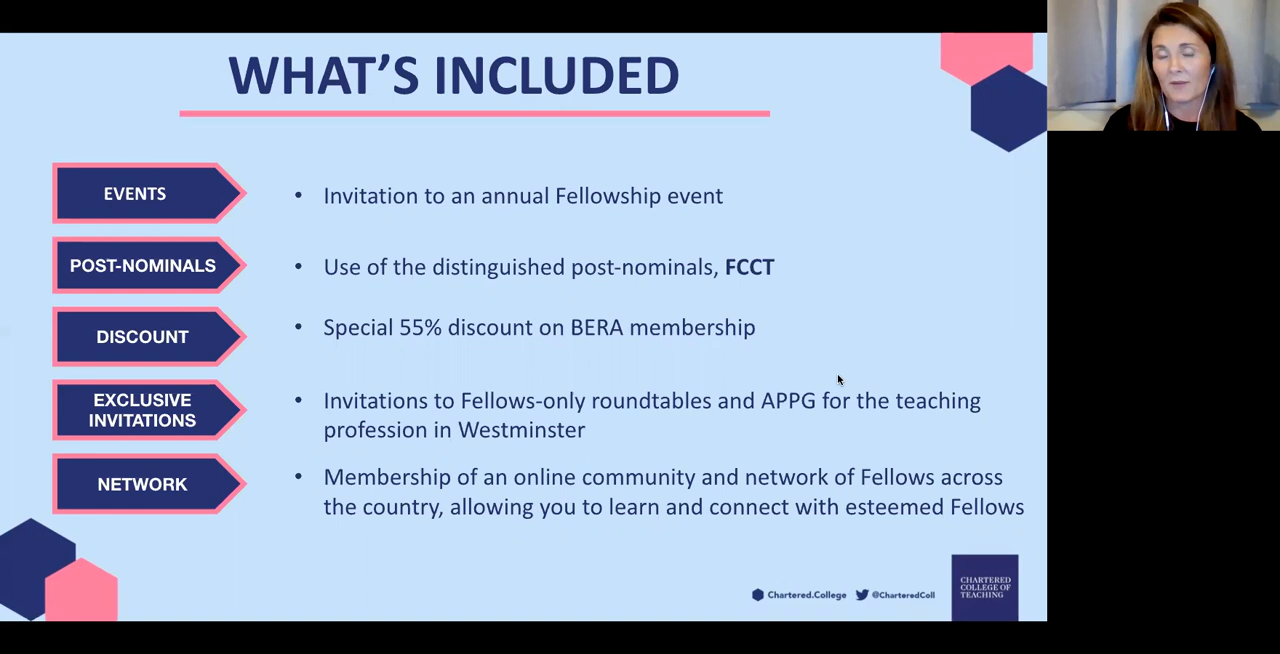 WHAT'S INCLUDED
EVENTS
• Invitation to an annual Fellowship event
POST-NOMINALS
• Use of the distinguished post-nominals, FCCT
DISCOUNT
• Special 55% discount on BERA membership
EXCLUSIVE
INVITATIONS
• Invitations to Fellows-only roundtables and APPG for the teaching
profession in Westminster
NETWORK
• Membership of an online community and network of Fellows across
the country, allowing you to learn and connect with esteemed Fellows
Chartered.College @CharteredColl
CHARTERED
COLLEGE OF
TEACHING